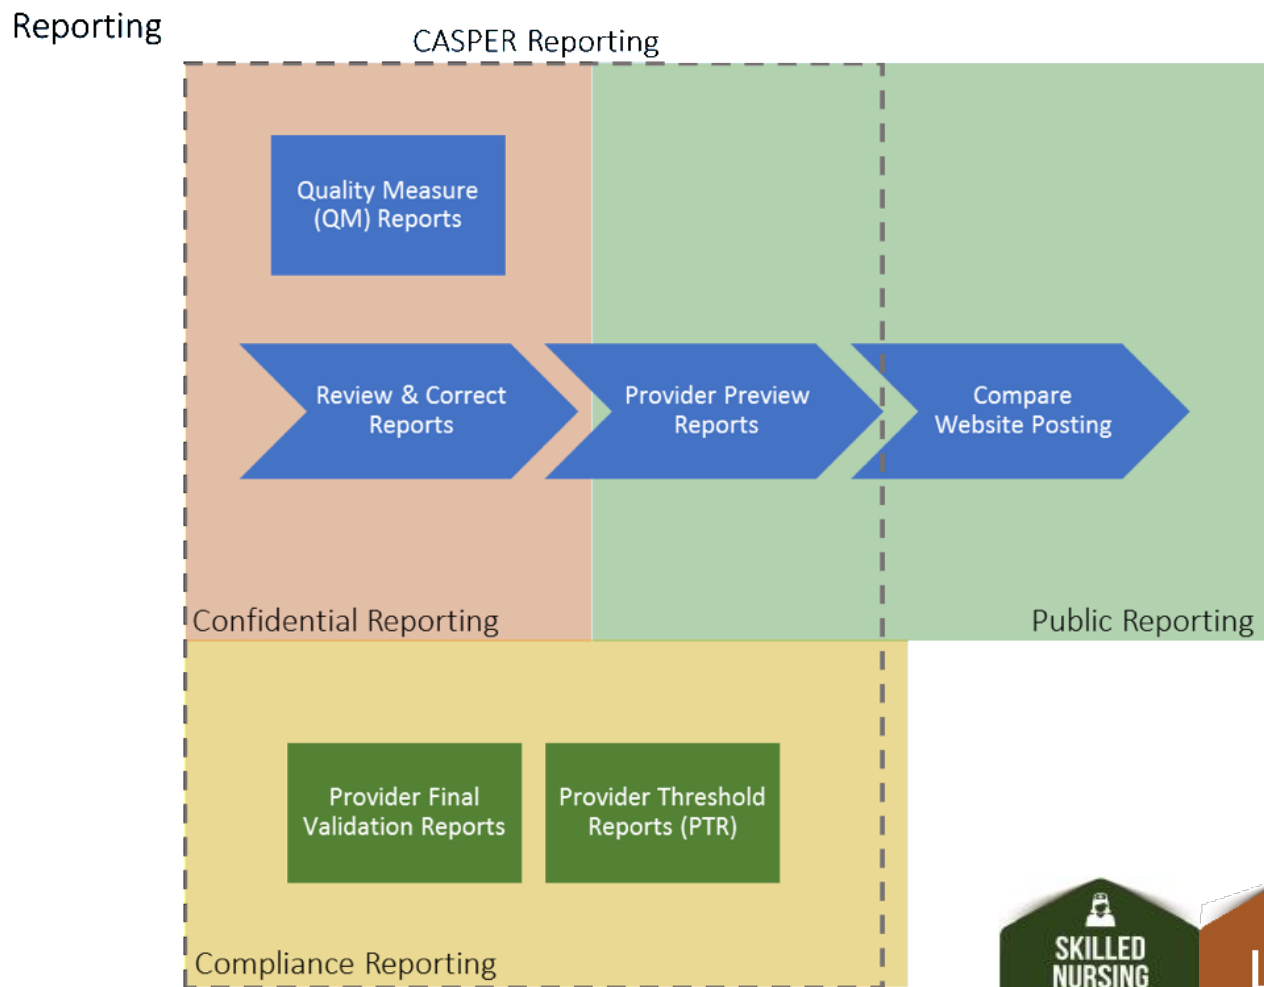 Reporting
CASPER Reporting
Quality Measure
(QM) Reports
Review & Correct
Reports
Provider Preview
Reports
Compare
Website Posting
Confidential Reporting
Public Reporting
Provider Final
Validation Reports
Provider Threshold
Reports (PTR)
Compliance Reporting
SKILLED
NURSING